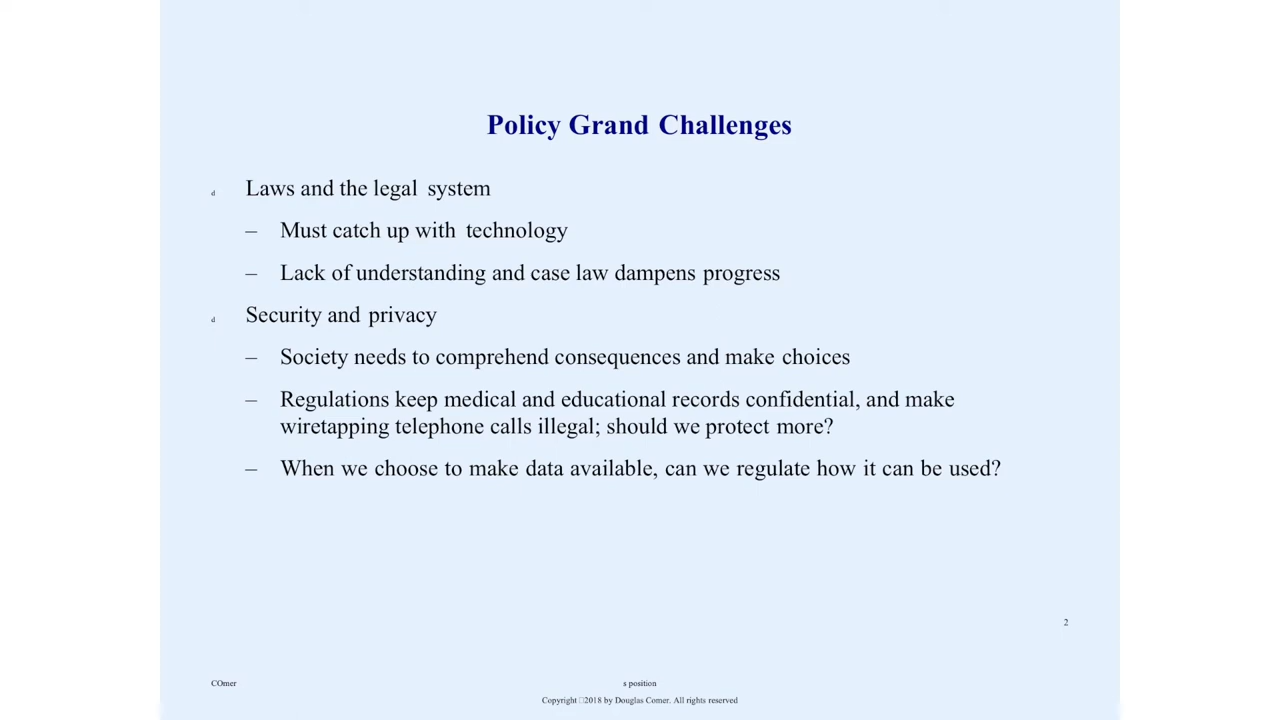 Policy Grand Challenges
d Laws and the legal system
– Must catch up with technology
– Lack of understanding and case law dampens progress
d Security and privacy
– Society needs to comprehend consequences and make choices
– Regulations keep medical and educational records confidential, and make
wiretapping telephone calls illegal; should we protect more?
– When we choose to make data available, can we regulate how it can be used?
2
COmer s position
Copyright □2018 by Douglas Comer. All rights reserved